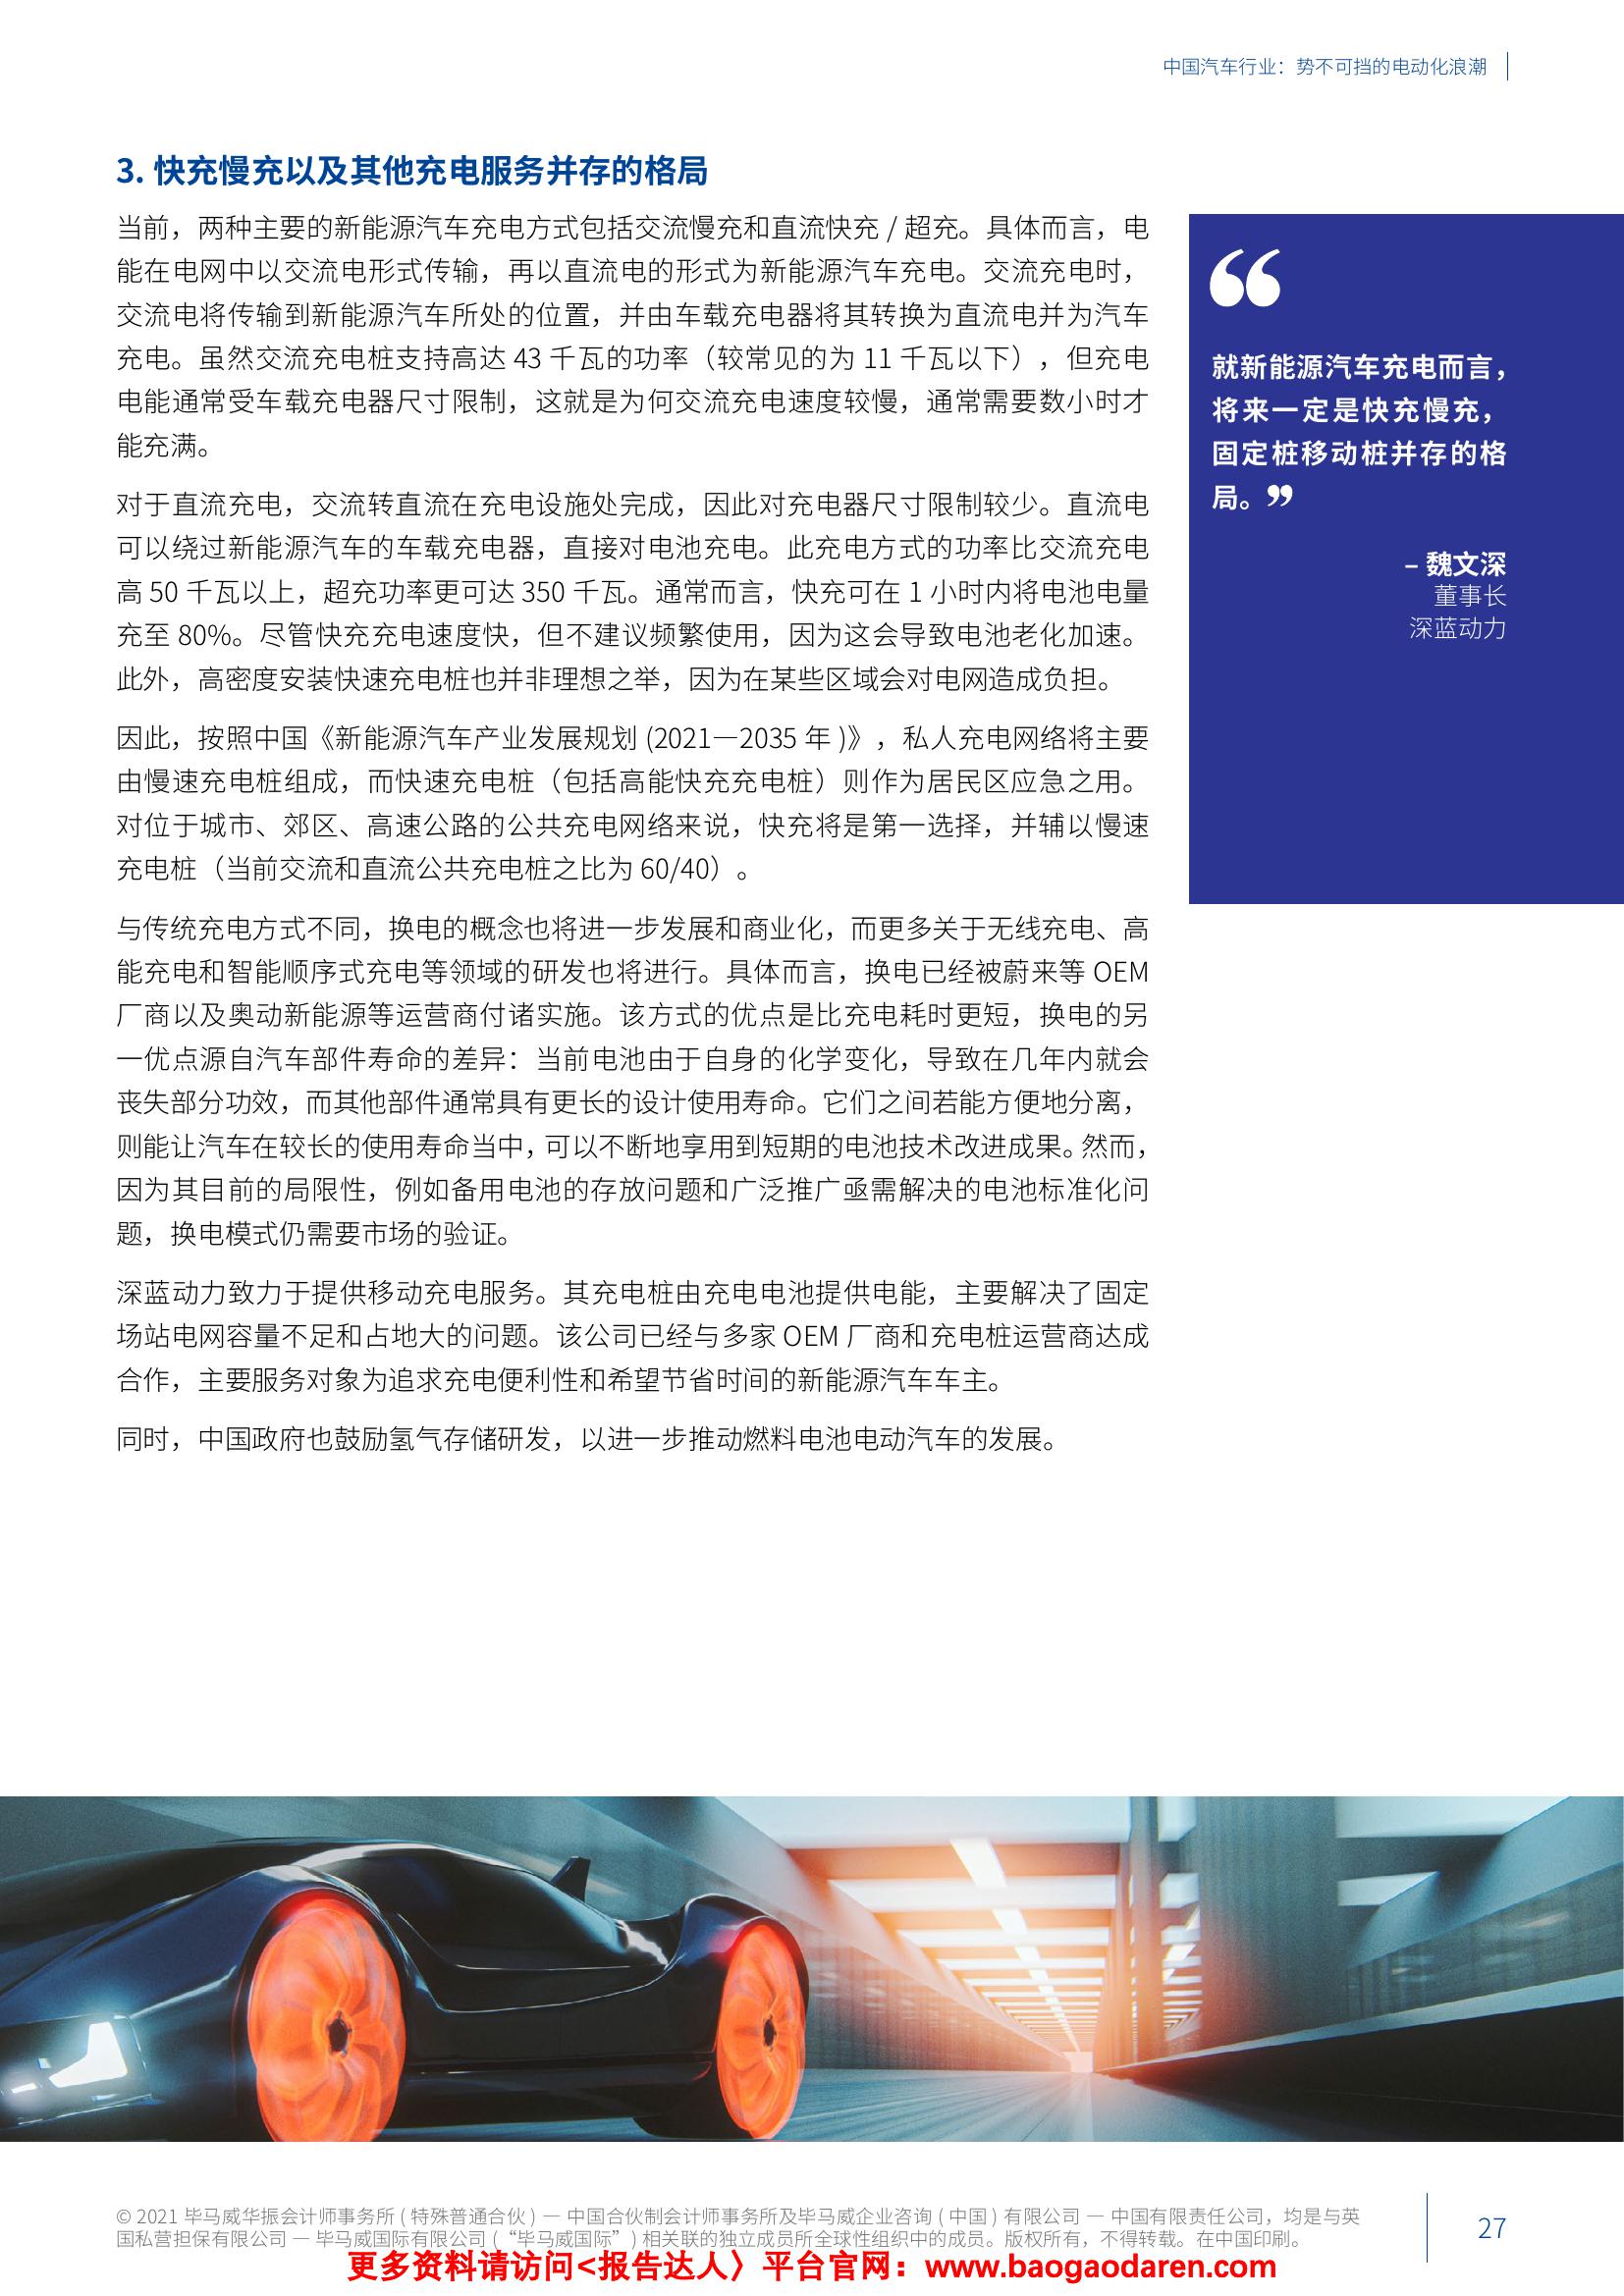 中国汽车行业：势不可挡的电动化浪潮
3. 快充慢充以及其他充电服务并存的格局
当前，两种主要的新能源汽车充电方式包括交流慢充和直流快充 / 超充。具体而言，电
能在电网中以交流电形式传输，再以直流电的形式为新能源汽车充电。交流充电时，
交流电将传输到新能源汽车所处的位置，并由车载充电器将其转换为直流电并为汽车
充电。虽然交流充电桩支持高达 43 千瓦的功率（较常见的为 11 千瓦以下），但充电
电能通常受车载充电器尺寸限制，这就是为何交流充电速度较慢，通常需要数小时才
能充满。
对于直流充电，交流转直流在充电设施处完成，因此对充电器尺寸限制较少。直流电
可以绕过新能源汽车的车载充电器，直接对电池充电。此充电方式的功率比交流充电
高 50 千瓦以上，超充功率更可达 350 千瓦。通常而言，快充可在 1 小时内将电池电量
充至 80%。尽管快充充电速度快，但不建议频繁使用，因为这会导致电池老化加速。
此外，高密度安装快速充电桩也并非理想之举，因为在某些区域会对电网造成负担。
因此，按照中国《新能源汽车产业发展规划 (2021—2035 年 )》，私人充电网络将主要
由慢速充电桩组成，而快速充电桩（包括高能快充充电桩）则作为居民区应急之用。
对位于城市、郊区、高速公路的公共充电网络来说，快充将是第一选择，并辅以慢速
充电桩（当前交流和直流公共充电桩之比为 60/40）。
与传统充电方式不同，换电的概念也将进一步发展和商业化，而更多关于无线充电、高
能充电和智能顺序式充电等领域的研发也将进行。具体而言，换电已经被蔚来等 OEM
厂商以及奥动新能源等运营商付诸实施。该方式的优点是比充电耗时更短，换电的另
一优点源自汽车部件寿命的差异：当前电池由于自身的化学变化，导致在几年内就会
丧失部分功效，而其他部件通常具有更长的设计使用寿命。它们之间若能方便地分离，
则能让汽车在较长的使用寿命当中，可以不断地享用到短期的电池技术改进成果。然而，
因为其目前的局限性，例如备用电池的存放问题和广泛推广亟需解决的电池标准化问
题，换电模式仍需要市场的验证。
深蓝动力致力于提供移动充电服务。其充电桩由充电电池提供电能，主要解决了固定
场站电网容量不足和占地大的问题。该公司已经与多家 OEM 厂商和充电桩运营商达成
合作，主要服务对象为追求充电便利性和希望节省时间的新能源汽车车主。
同时，中国政府也鼓励氢气存储研发，以进一步推动燃料电池电动汽车的发展。
“
就新能源汽车充电而言，
将来一定是快充慢充，
固定桩移动桩并存的格
局。”
– 魏文深
董事长
深蓝动力
© 2021 毕马威华振会计师事务所 ( 特殊普通合伙 ) — 中国合伙制会计师事务所及毕马威企业咨询 ( 中国 ) 有限公司 — 中国有限责任公司，均是与英
国私营担保有限公司 — 毕马威国际有限公司 (“毕马威国际”) 相关联的独立成员所全球性组织中的成员。版权所有，不得转载。在中国印刷。
27
更多资料请访问<报告达人〉平台官网：www.baogaodaren.com